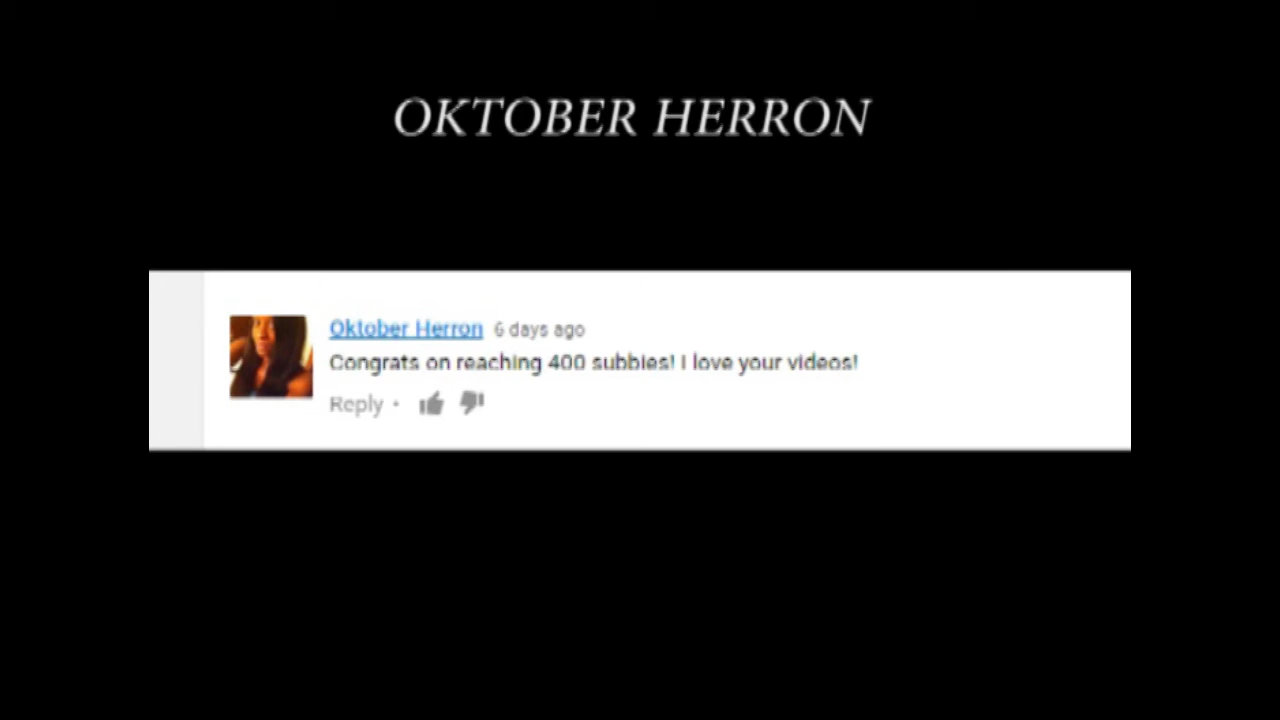 OKTOBER HERRON
Oktober Herron 6 days ago
Congrats on reaching 400 subbies! I love your videos!
Reply •